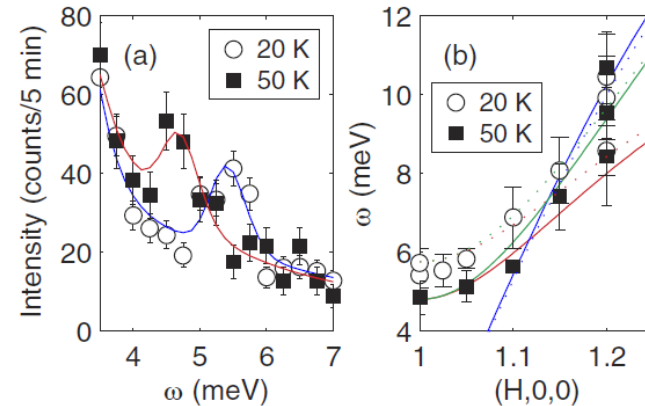 80
60
40
20
0
Intensity (counts/5 min)
(a)
20 K
50 K
4 5 6 7
ω (meV)
12
10
8
6
4
ω (meV)
(b)
20 K
50 K
1 1.1 1.2
(H,0,0)